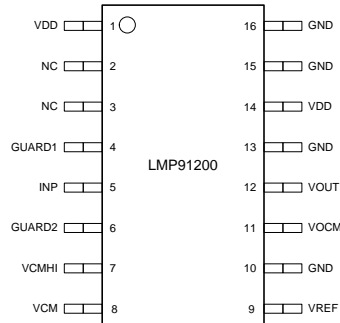 VDD 1 16 GND
NC 2 15 GND
NC 3 14 VDD
GUARD1 4 13 GND
LMP91200
INP 5 12 VOUT
GUARD2 6 11 VOCM
VCMHI 7 10 GND
VCM 8 9 VREF